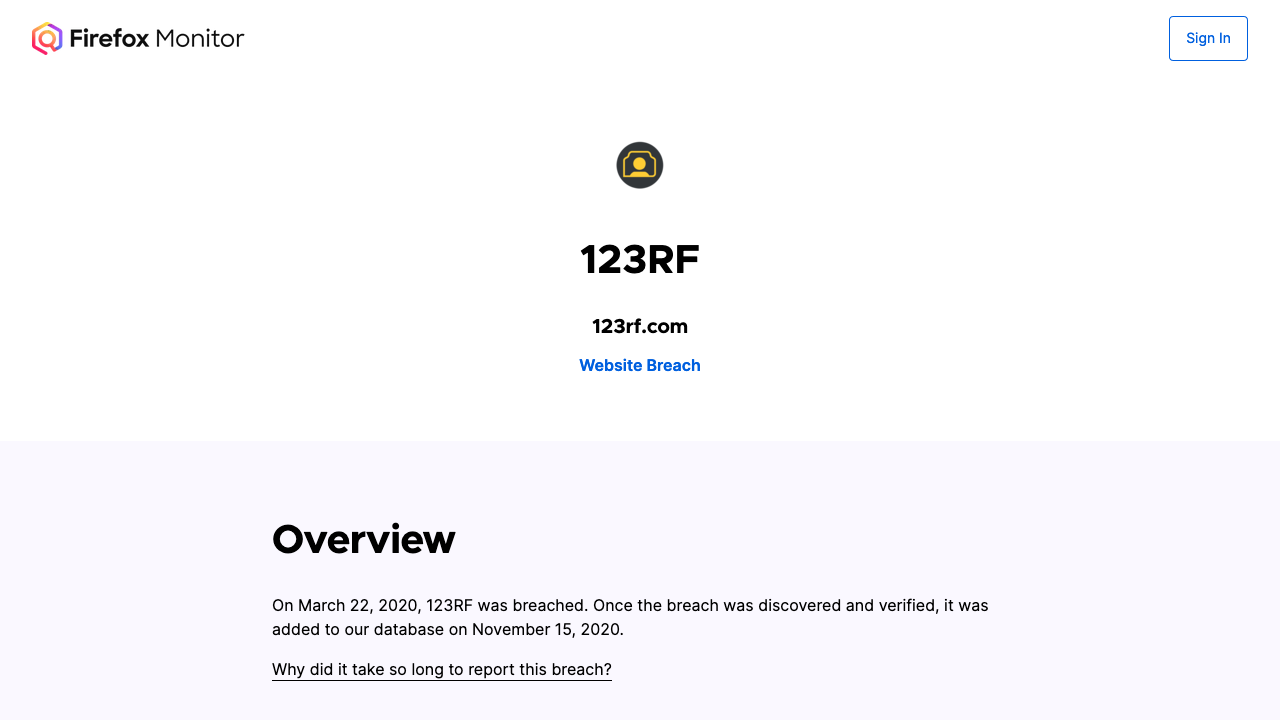 Firefox Monitor
Sign In
123RF
123rf.com
Website Breach
Overview
On March 22, 2020, 123RF was breached. Once the breach was discovered and verified, it was
added to our database on November 15, 2020.
Why did it take so long to report this breach?